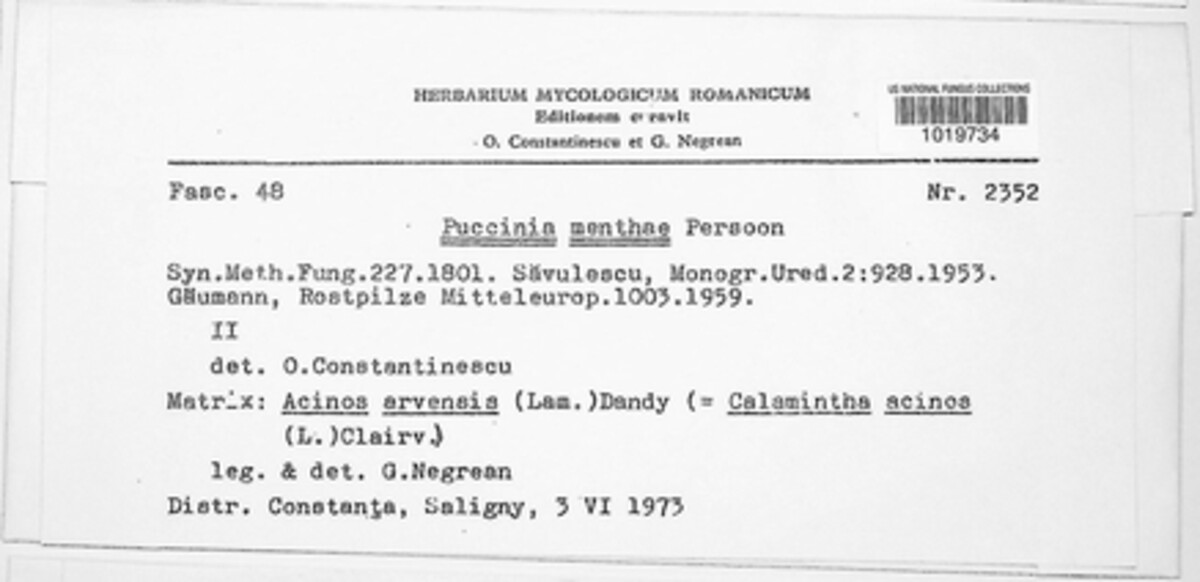 HERBARIUM MYCOLOGICUM ROMANICUM
US NATIONAL FUNGUS COLLECTIONS
Editionem curavit
1019734
O. Constantinescu et G. Negrean
Fasc. 48 Nr. 2352
Puccinia menthae Persoon
Syn.Meth.Fung.227.1801. Săvulescu, Monogr.Ured.2:928.1953.
Găumann, Rostpilze Mitteleurop.1003.1959.
II
det. O.Constantinescu
Matrix: Acinos arvensis (Lam.)Dandy (= Calamintha acinos
(L.)Clairv.)
leg. & det. G.Negrean
Distr. Constanţa, Saligny, 3 VI 1973